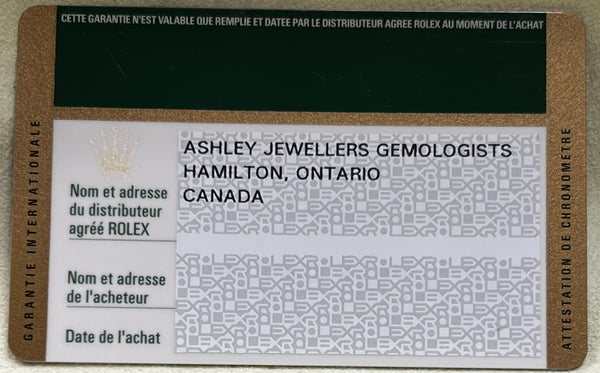 CETTE GARANTIE N'EST VALABLE QUE REMPLIE ET DATEE PAR LE DISTRIBUTEUR AGREE ROLEX AU MOMENT DE L'ACHAT
GARANTIE INTERNATIONALE
Nom et adresse
du distributeur
agréé ROLEX
ASHLEY JEWELLERS GEMOLOGISTS
HAMILTON, ONTARIO
CANADA
Nom et adresse
de l'acheteur
Date de l'achat
ATTESTATION DE CHRONOMETRE